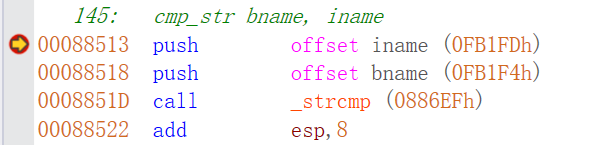 145:   cmp_str bname, iname
00088513  push        offset iname (0FB1FDh)
00088518  push        offset bname (0FB1F4h)
0008851D  call        _strcmp (0886EFh)
00088522  add         esp,8